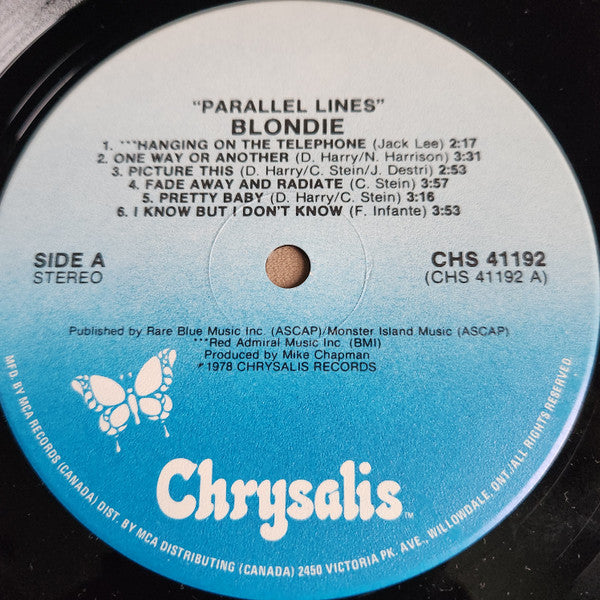 "PARALLEL LINES"
BLONDIE
1. ***HANGING ON THE TELEPHONE (Jack Lee) 2:17
2. ONE WAY OR ANOTHER (D. Harry/N. Harrison) 3:31
3. PICTURE THIS (D. Harry/C. Stein/J. Destri) 2:53
4. FADE AWAY AND RADIATE (C. Stein) 3:57
5. PRETTY BABY (D. Harry/C. Stein) 3:16
6. I KNOW BUT I DON'T KNOW (F. Infante) 3:53
SIDE A
STEREO
CHS 41192
(CHS 41192 A)
Published by Rare Blue Music Inc. (ASCAP)/Monster Island Music (ASCAP)
***Red Admiral Music Inc. (BMI)
Produced by Mike Chapman
*1978 CHRYSALIS RECORDS
Chrysalis™
MFD. BY MCA RECORDS (CANADA) DIST. BY MCA DISTRIBUTING (CANADA) 2450 VICTORIA PK. AVE., WILLOWDALE, ONT./ALL RIGHTS RESERVED.